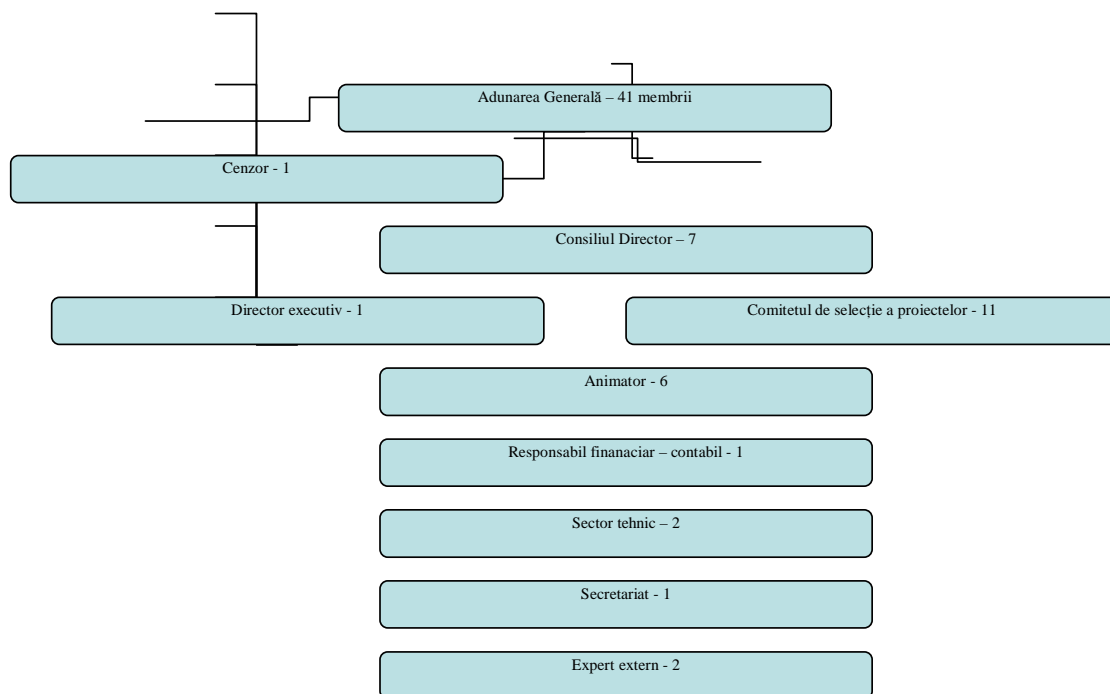 Adunarea Generală – 41 membrii
Cenzor - 1
Consiliul Director – 7
Director executiv - 1
Comitetul de selecție a proiectelor - 11
Animator - 6
Responsabil finanaciar – contabil - 1
Sector tehnic – 2
Secretariat - 1
Expert extern - 2